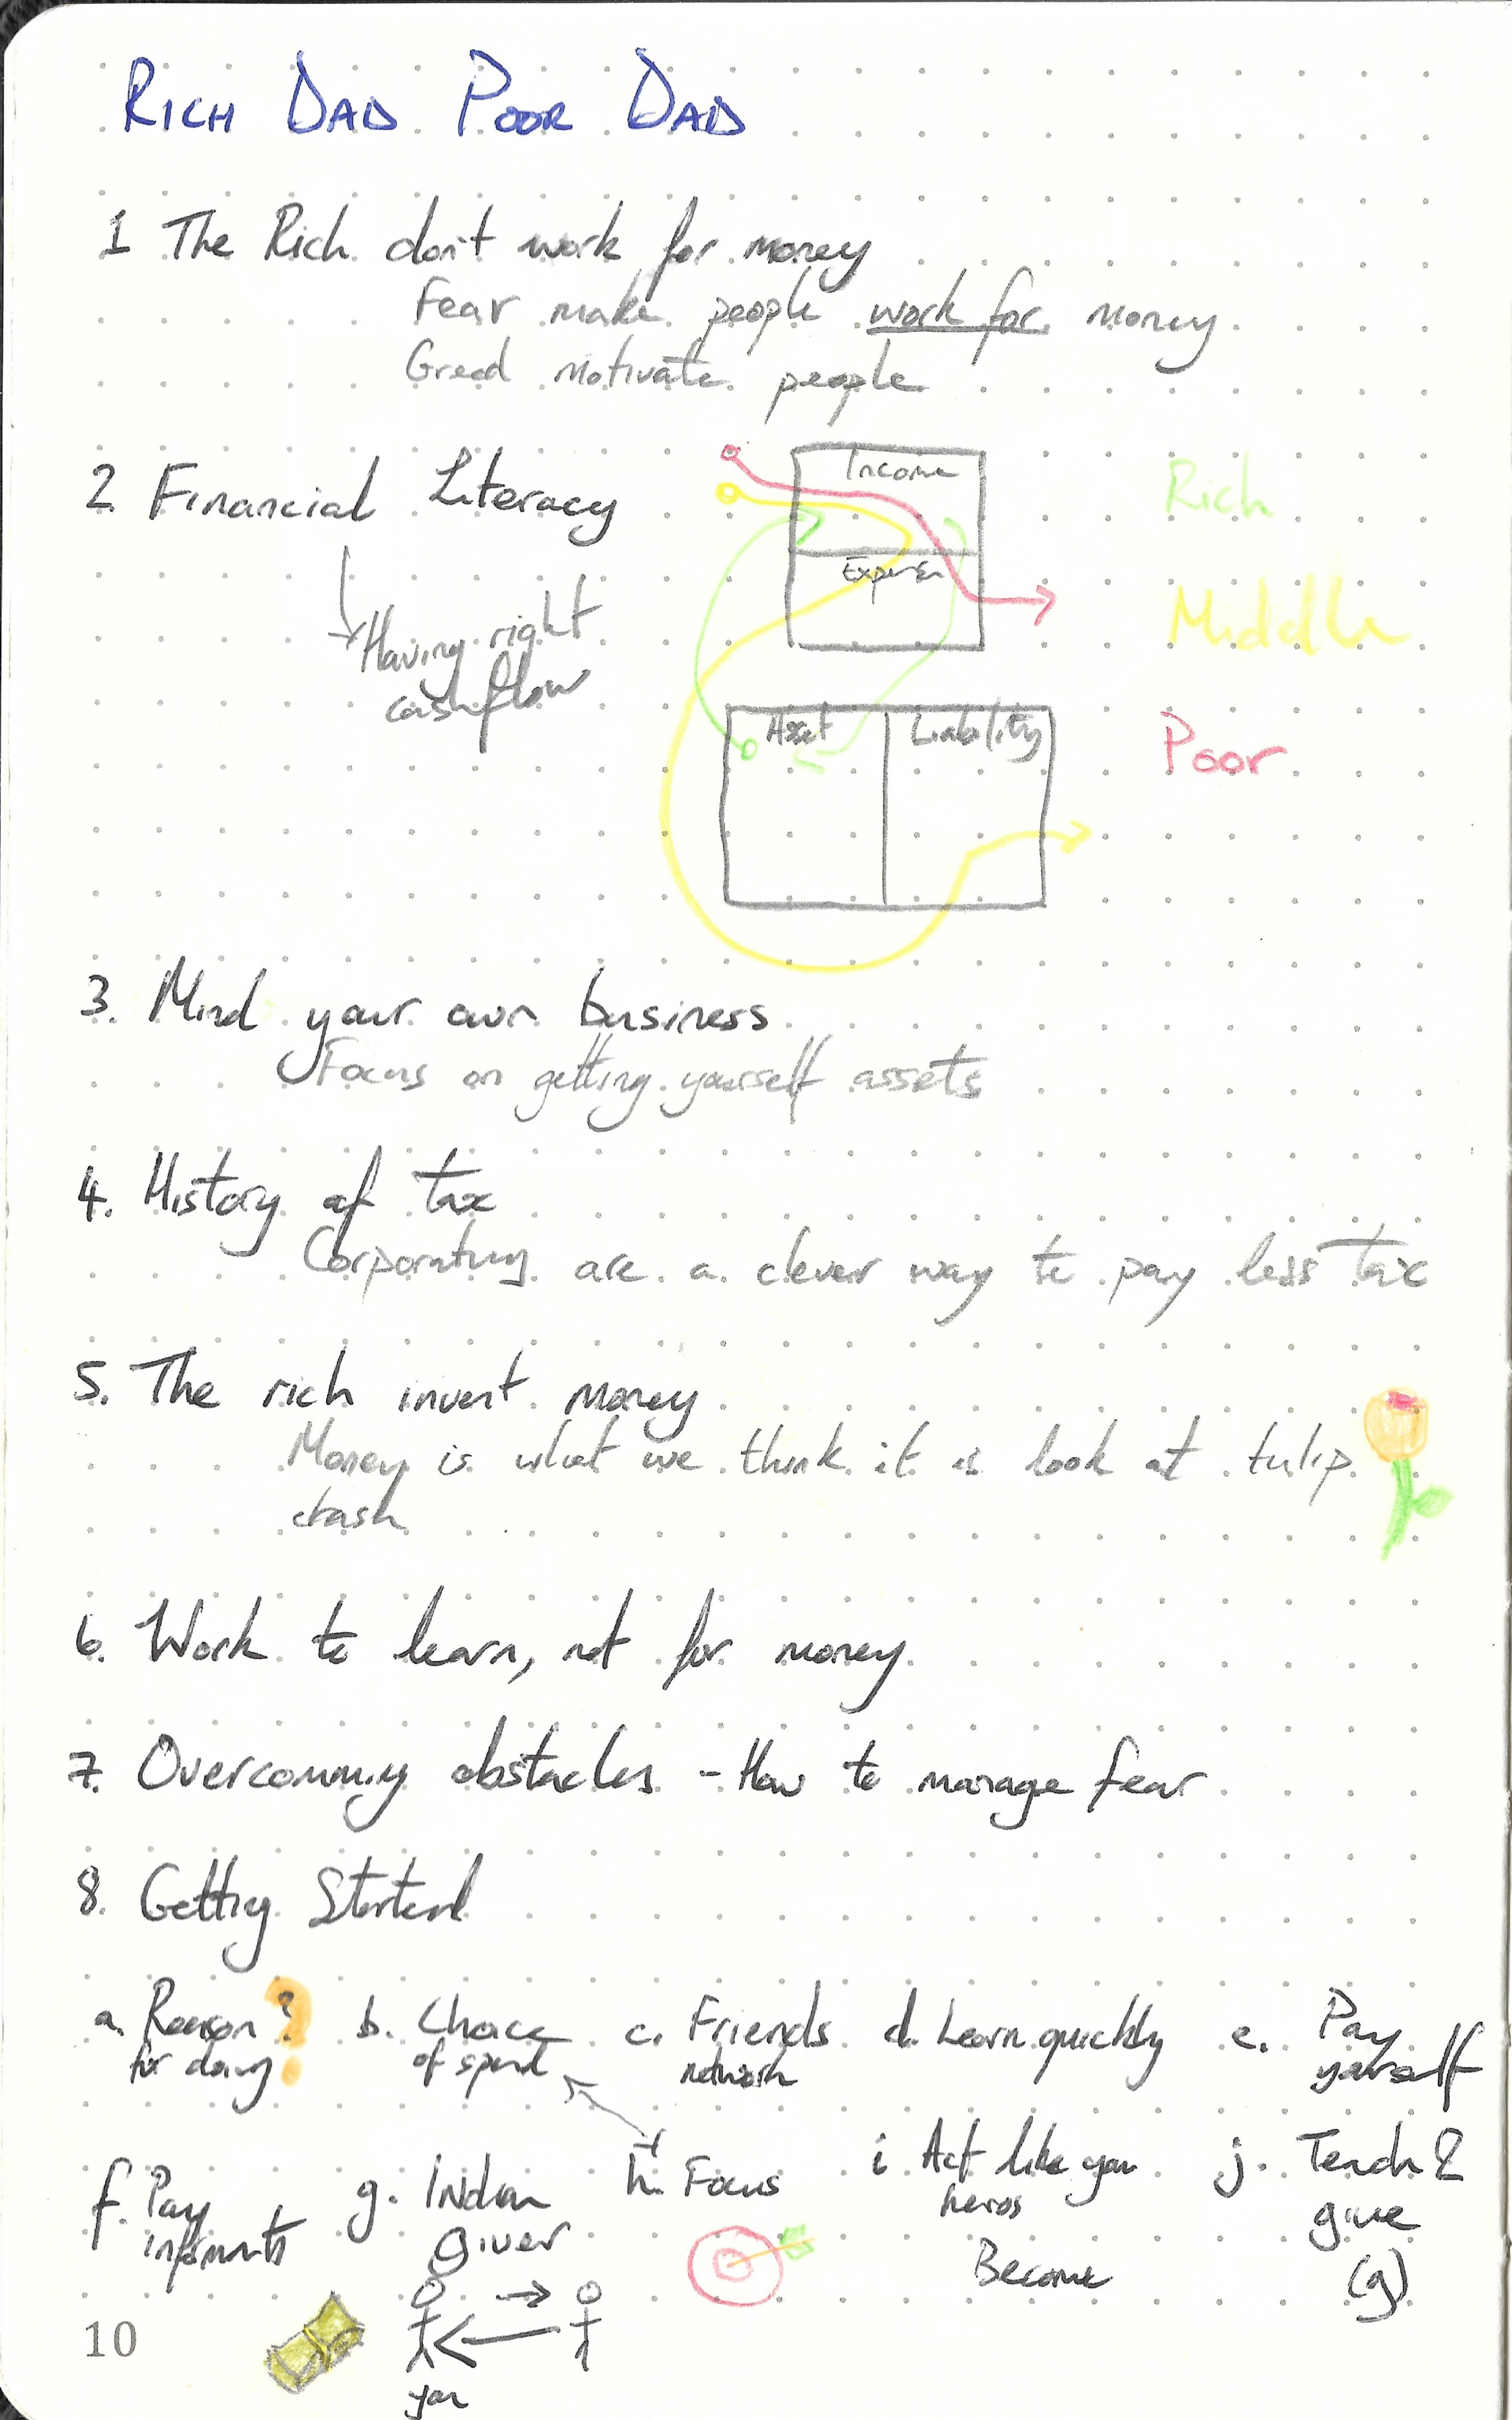 RICH DAD POOR DAD
1 The Rich don't work for money
Fear make people work for money
Greed motivate people
2 Financial Literacy
Having right
cashflow
Income
Expense
Asset Liability
Rich
Middle
Poor
3. Mind your own business
Focus on getting yourself assets
4. History of tax
are a clever way to pay less tax
5. The rich invent money
Money is what we think it is look at tulip
crash
6. Work to learn, not for money
7. Overcoming obstacles - How to manage fear
8. Getting Started
a. Reason?
for doing
b. Choice
of spend
c. Friends
network
d. Learn quickly
e. Pay
yourself
f. Pay
g. Indian
Giver
you
h. Focus
i Act like you
heros
Become
j. Teach &
give
(g)
10